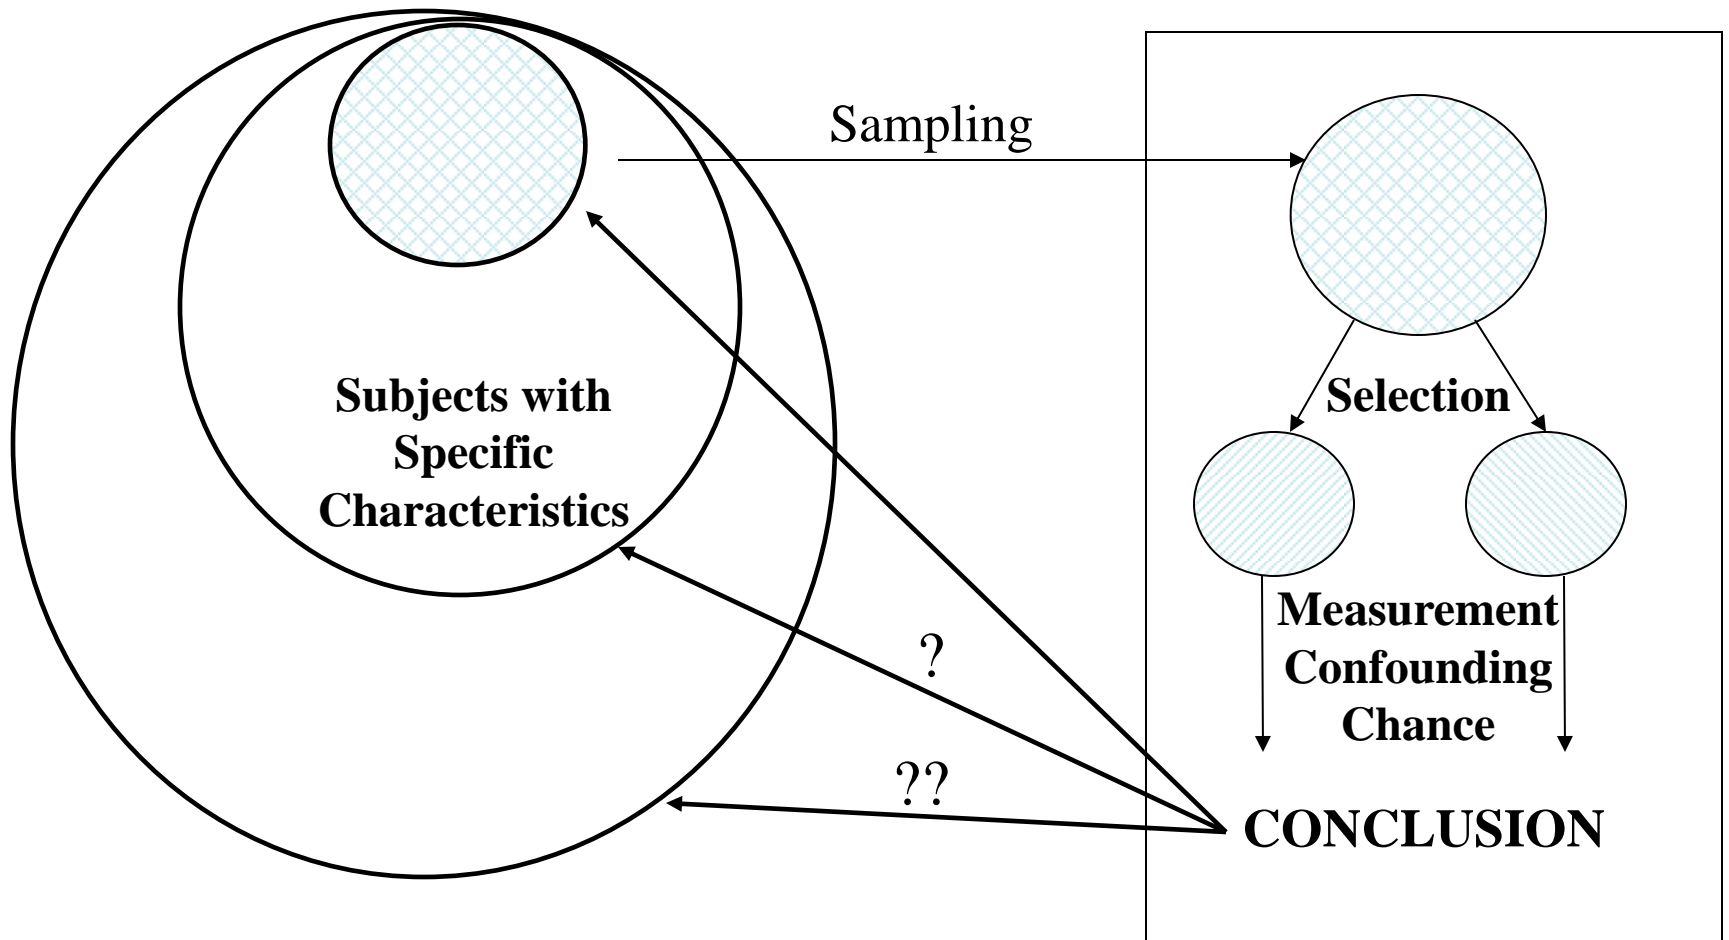 Sampling
Subjects with
Specific
Characteristics
Selection
Measurement
Confounding
Chance
?
??
CONCLUSION